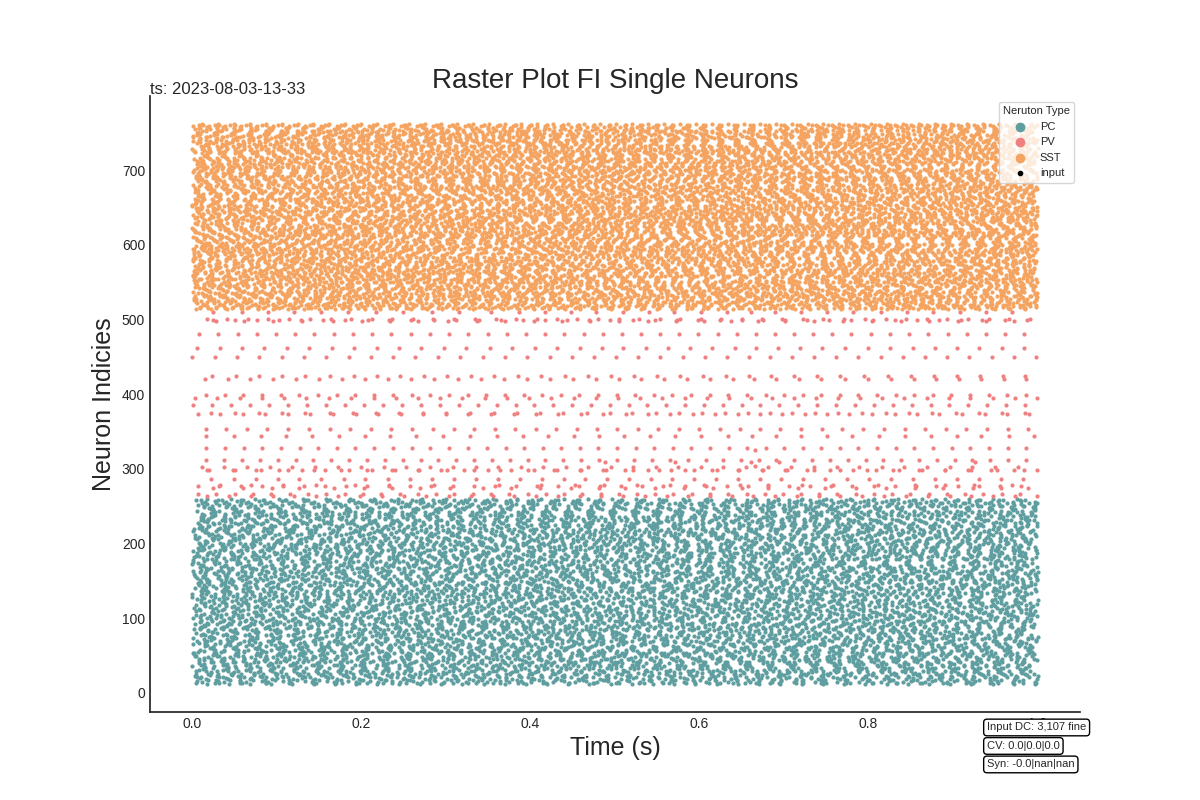 Raster Plot FI Single Neurons
ts: 2023-08-03-13-33
Neruton Type
PC
PV
SST
input
Neuron Indicies
700
600
500
400
300
200
100
0
0.0 0.2 0.4 0.6 0.8
Time (s)
Input DC: 3,107 fine
CV: 0.0|0.0|0.0
Syn: -0.0|nan|nan